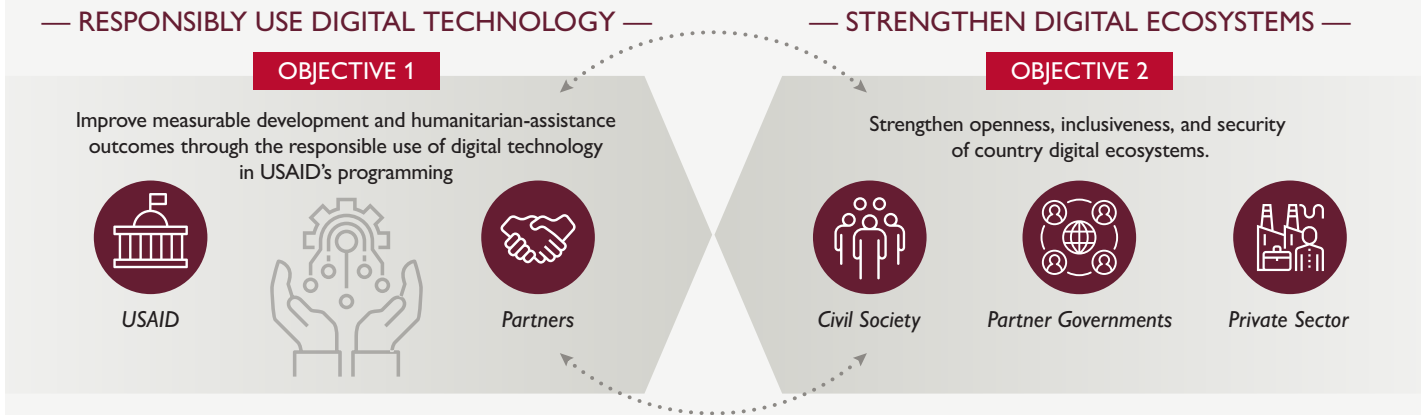 — RESPONSIBLY USE DIGITAL TECHNOLOGY —
OBJECTIVE 1
Improve measurable development and humanitarian-assistance
outcomes through the responsible use of digital technology
in USAID's programming
USAID
Partners
— STRENGTHEN DIGITAL ECOSYSTEMS —
OBJECTIVE 2
Strengthen openness, inclusiveness, and security
of country digital ecosystems.
Civil Society
Partner Governments
Private Sector